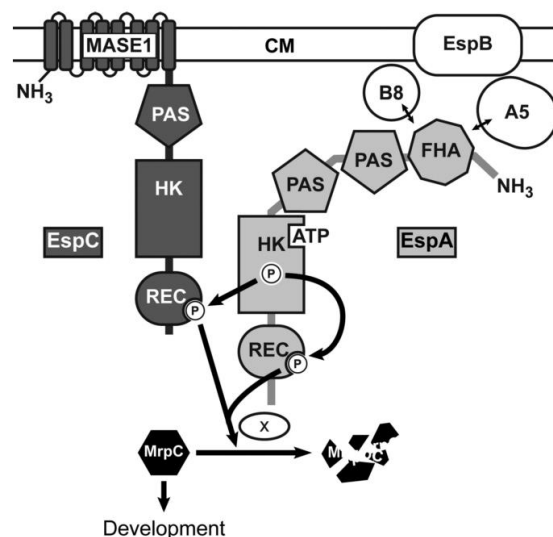 MASE1
CM
EspB
NH3
B8
A5
PAS
PAS
FHA
PAS
NH3
HK
HK
ATP
EspC
EspA
P
REC
P
REC
P
X
MrpC
Development